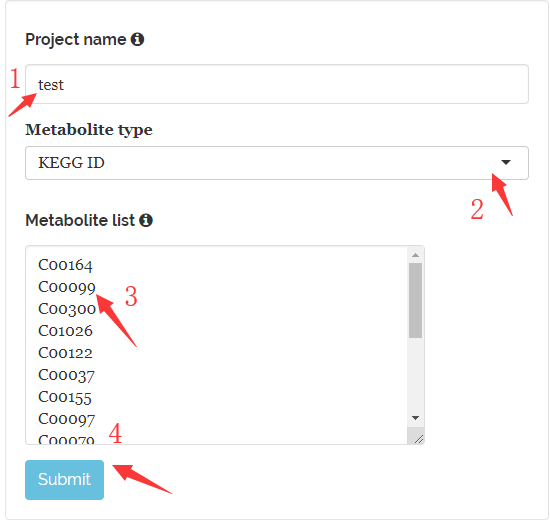 Project name
1
test
Metabolite type
KEGG ID
2
Metabolite list
C00164
C00099
3
C00300
C01026
C00122
C00037
C00155
C00097
C00079
4
Submit